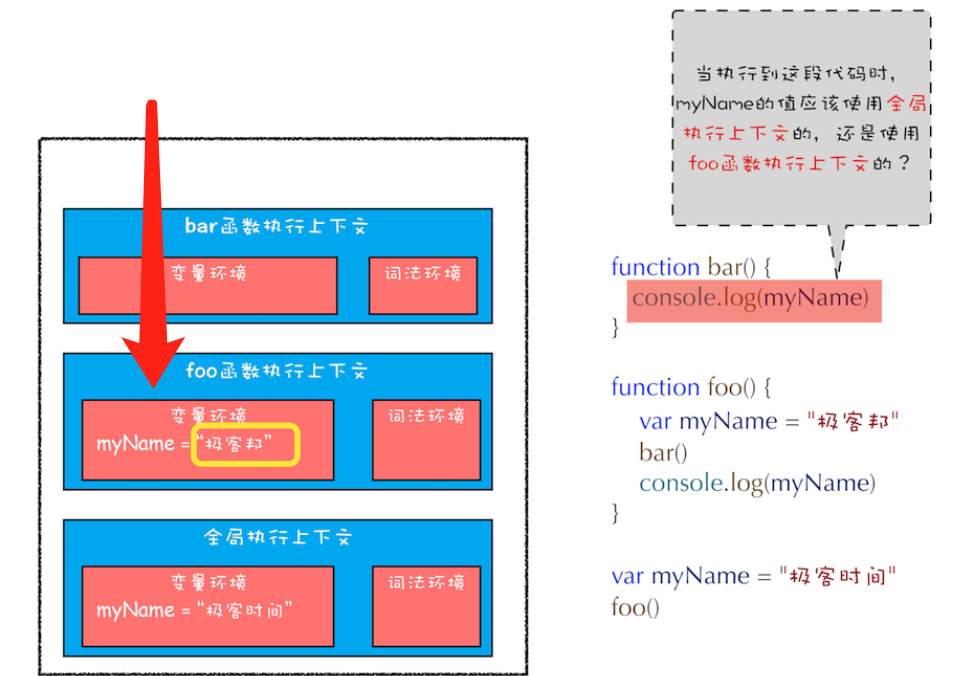 当执行到这段代码时，
myName的值应该使用全局
执行上下文的，还是使用
foo函数执行上下文的？
bar函数执行上下文
变量环境
词法环境
foo函数执行上下文
变量环境
myName = “极客邦”
词法环境
全局执行上下文
变量环境
myName = “极客时间”
词法环境
function bar() {
console.log(myName)
}
function foo() {
var myName = "极客邦"
bar()
console.log(myName)
}
var myName = "极客时间"
foo()